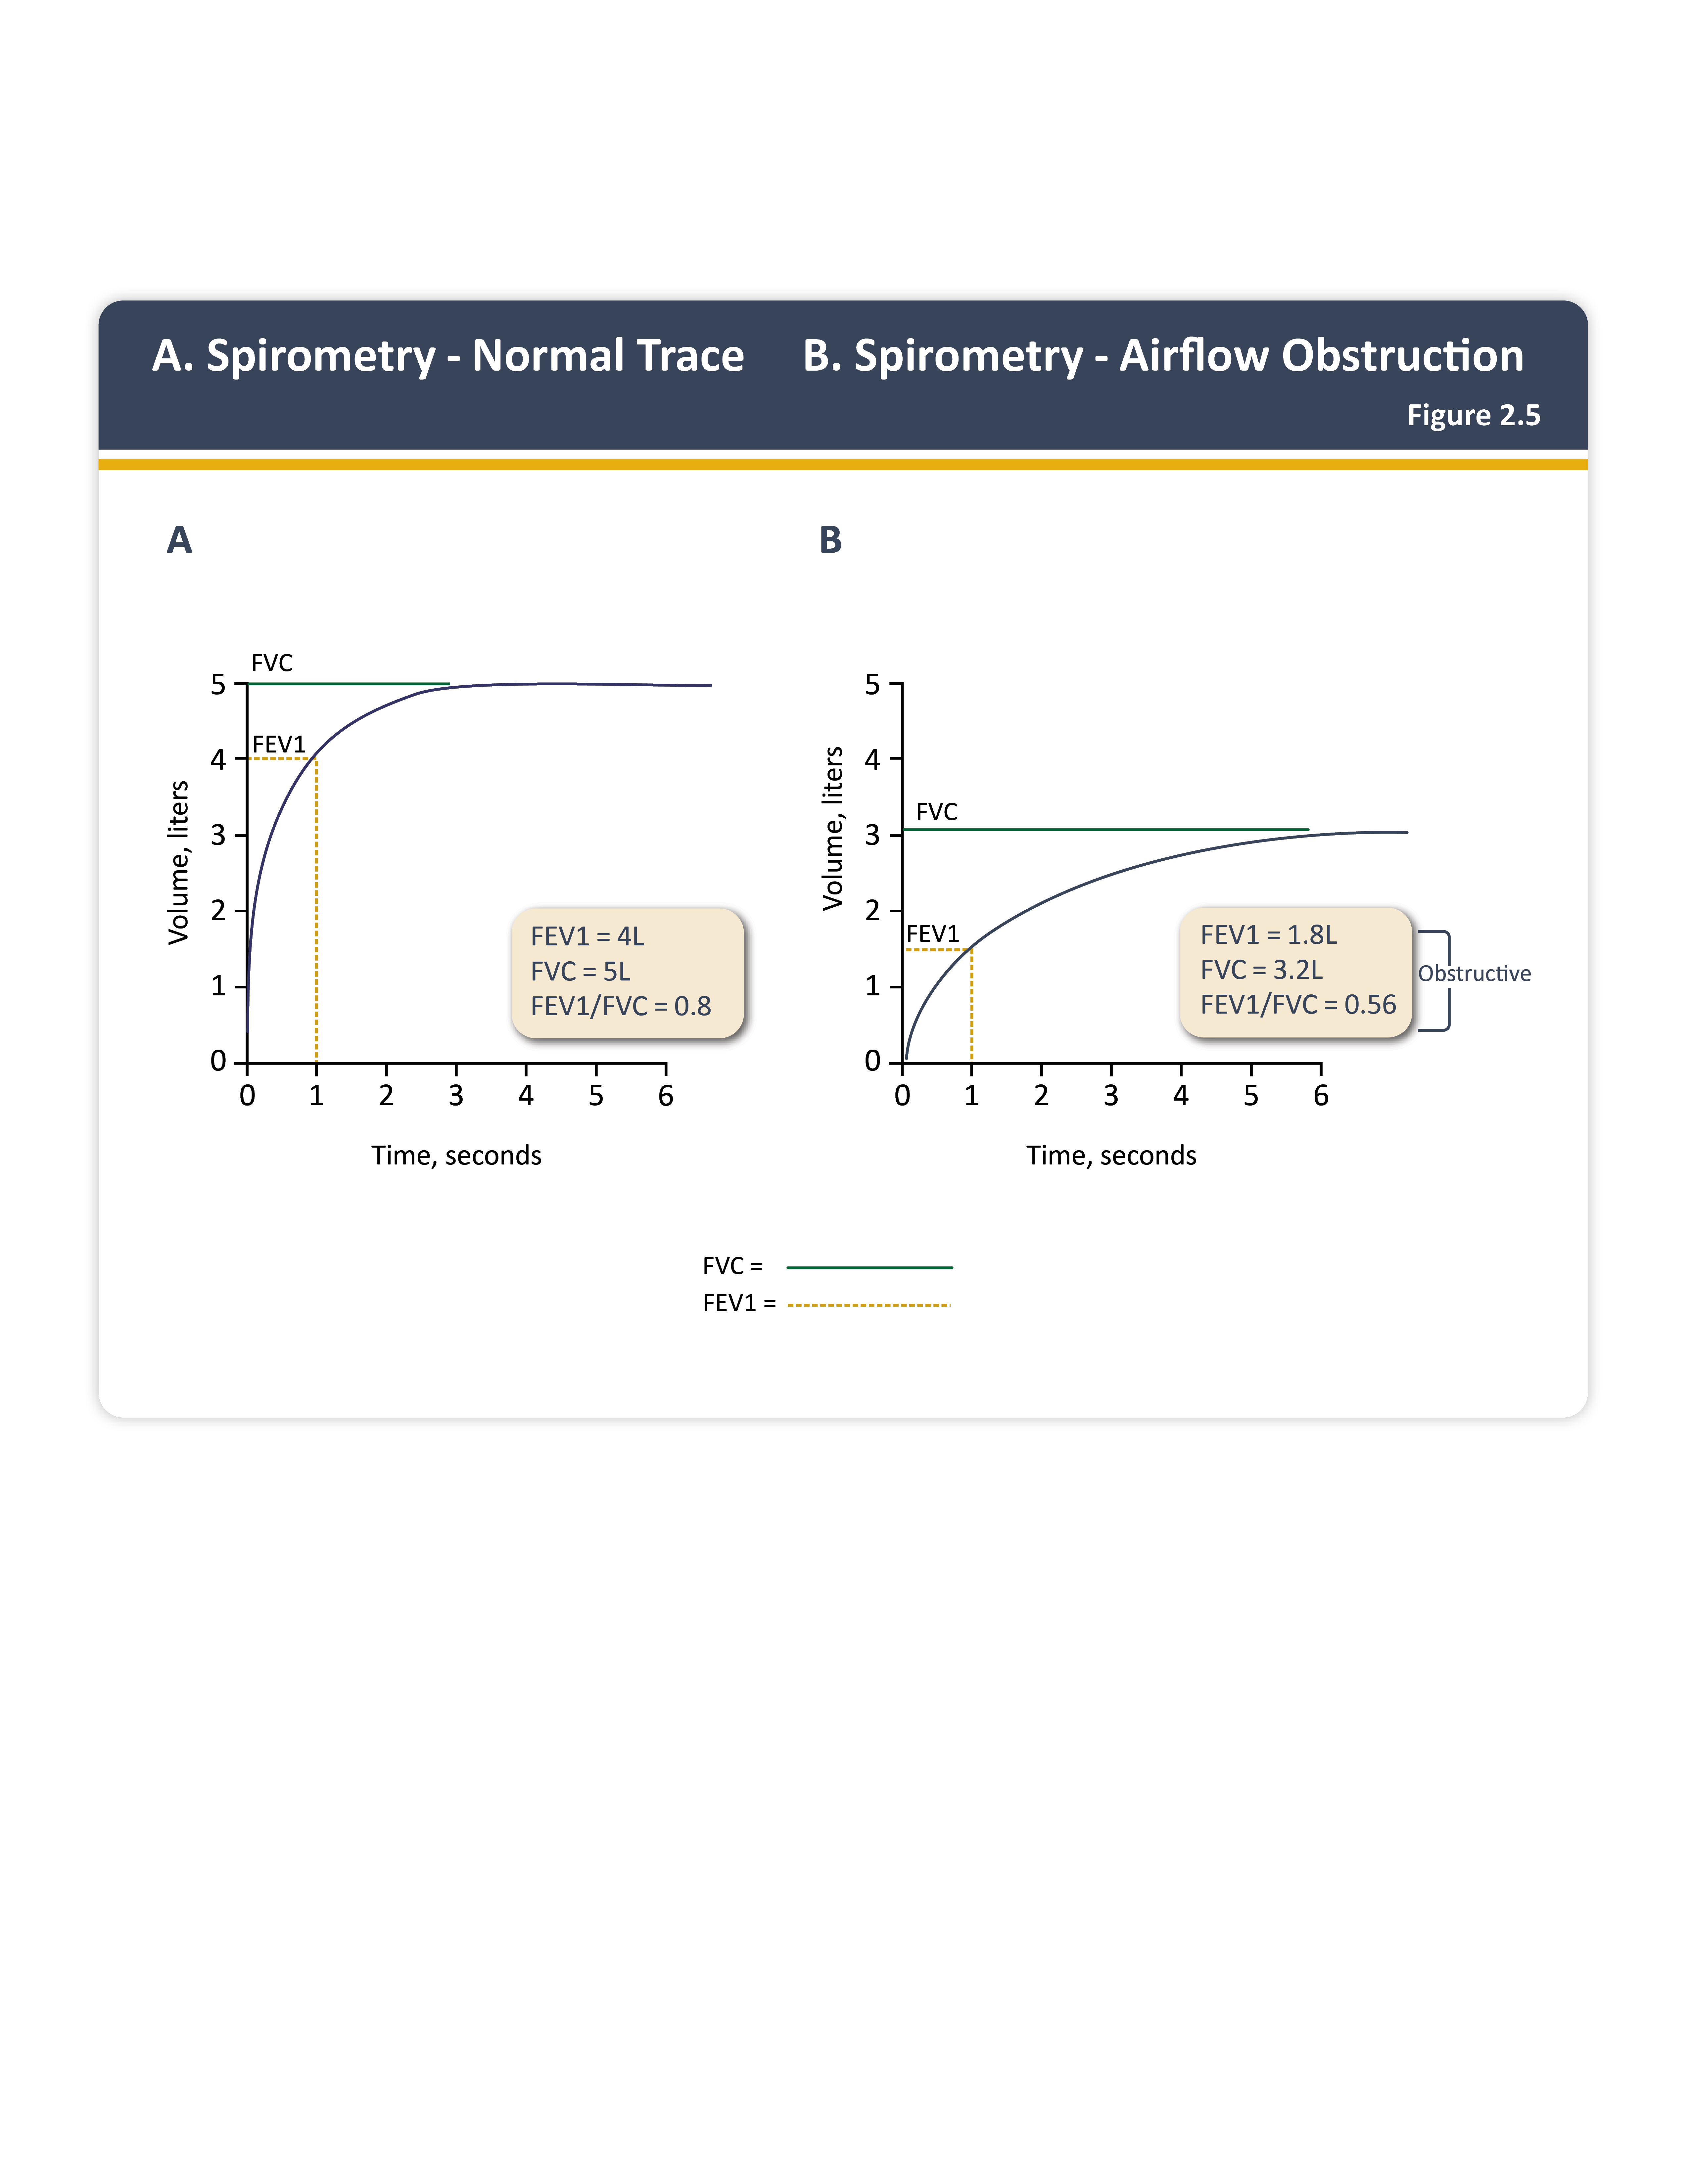 A. Spirometry - Normal Trace
B. Spirometry - Airflow Obstruction
Figure 2.5
A
FVC
5
FEV1
4
3
2
1
0
Volume, liters
FEV1 = 4L
FVC = 5L
FEV1/FVC = 0.8
0 1 2 3 4 5 6
Time, seconds
B
5
4
FVC
3
2
FEV1
1
0
Volume, liters
FEV1 = 1.8L
FVC = 3.2L
FEV1/FVC = 0.56
Obstructive
0 1 2 3 4 5 6
Time, seconds
FVC =
FEV1 =